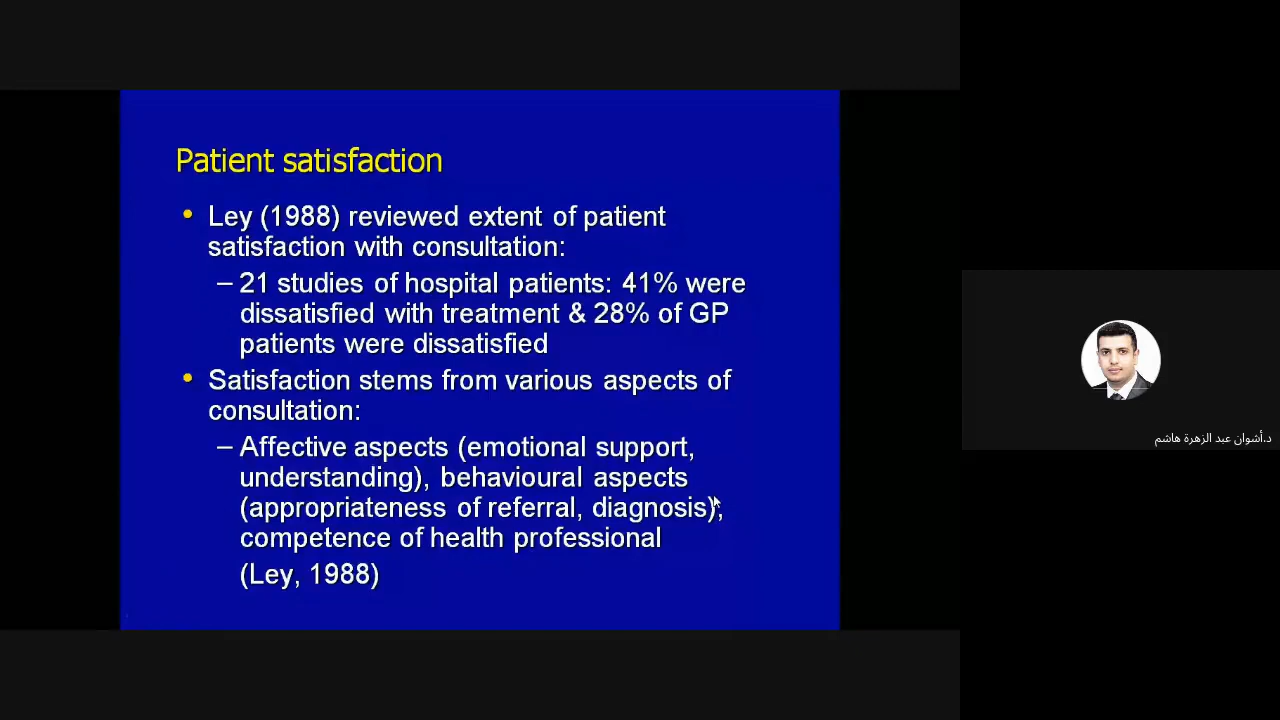 Patient satisfaction
• Ley (1988) reviewed extent of patient
satisfaction with consultation:
– 21 studies of hospital patients: 41% were
dissatisfied with treatment & 28% of GP
patients were dissatisfied
• Satisfaction stems from various aspects of
consultation:
– Affective aspects (emotional support,
understanding), behavioural aspects
(appropriateness of referral, diagnosis),
competence of health professional
(Ley, 1988)
د.أشوان عبد الزهرة هاشم